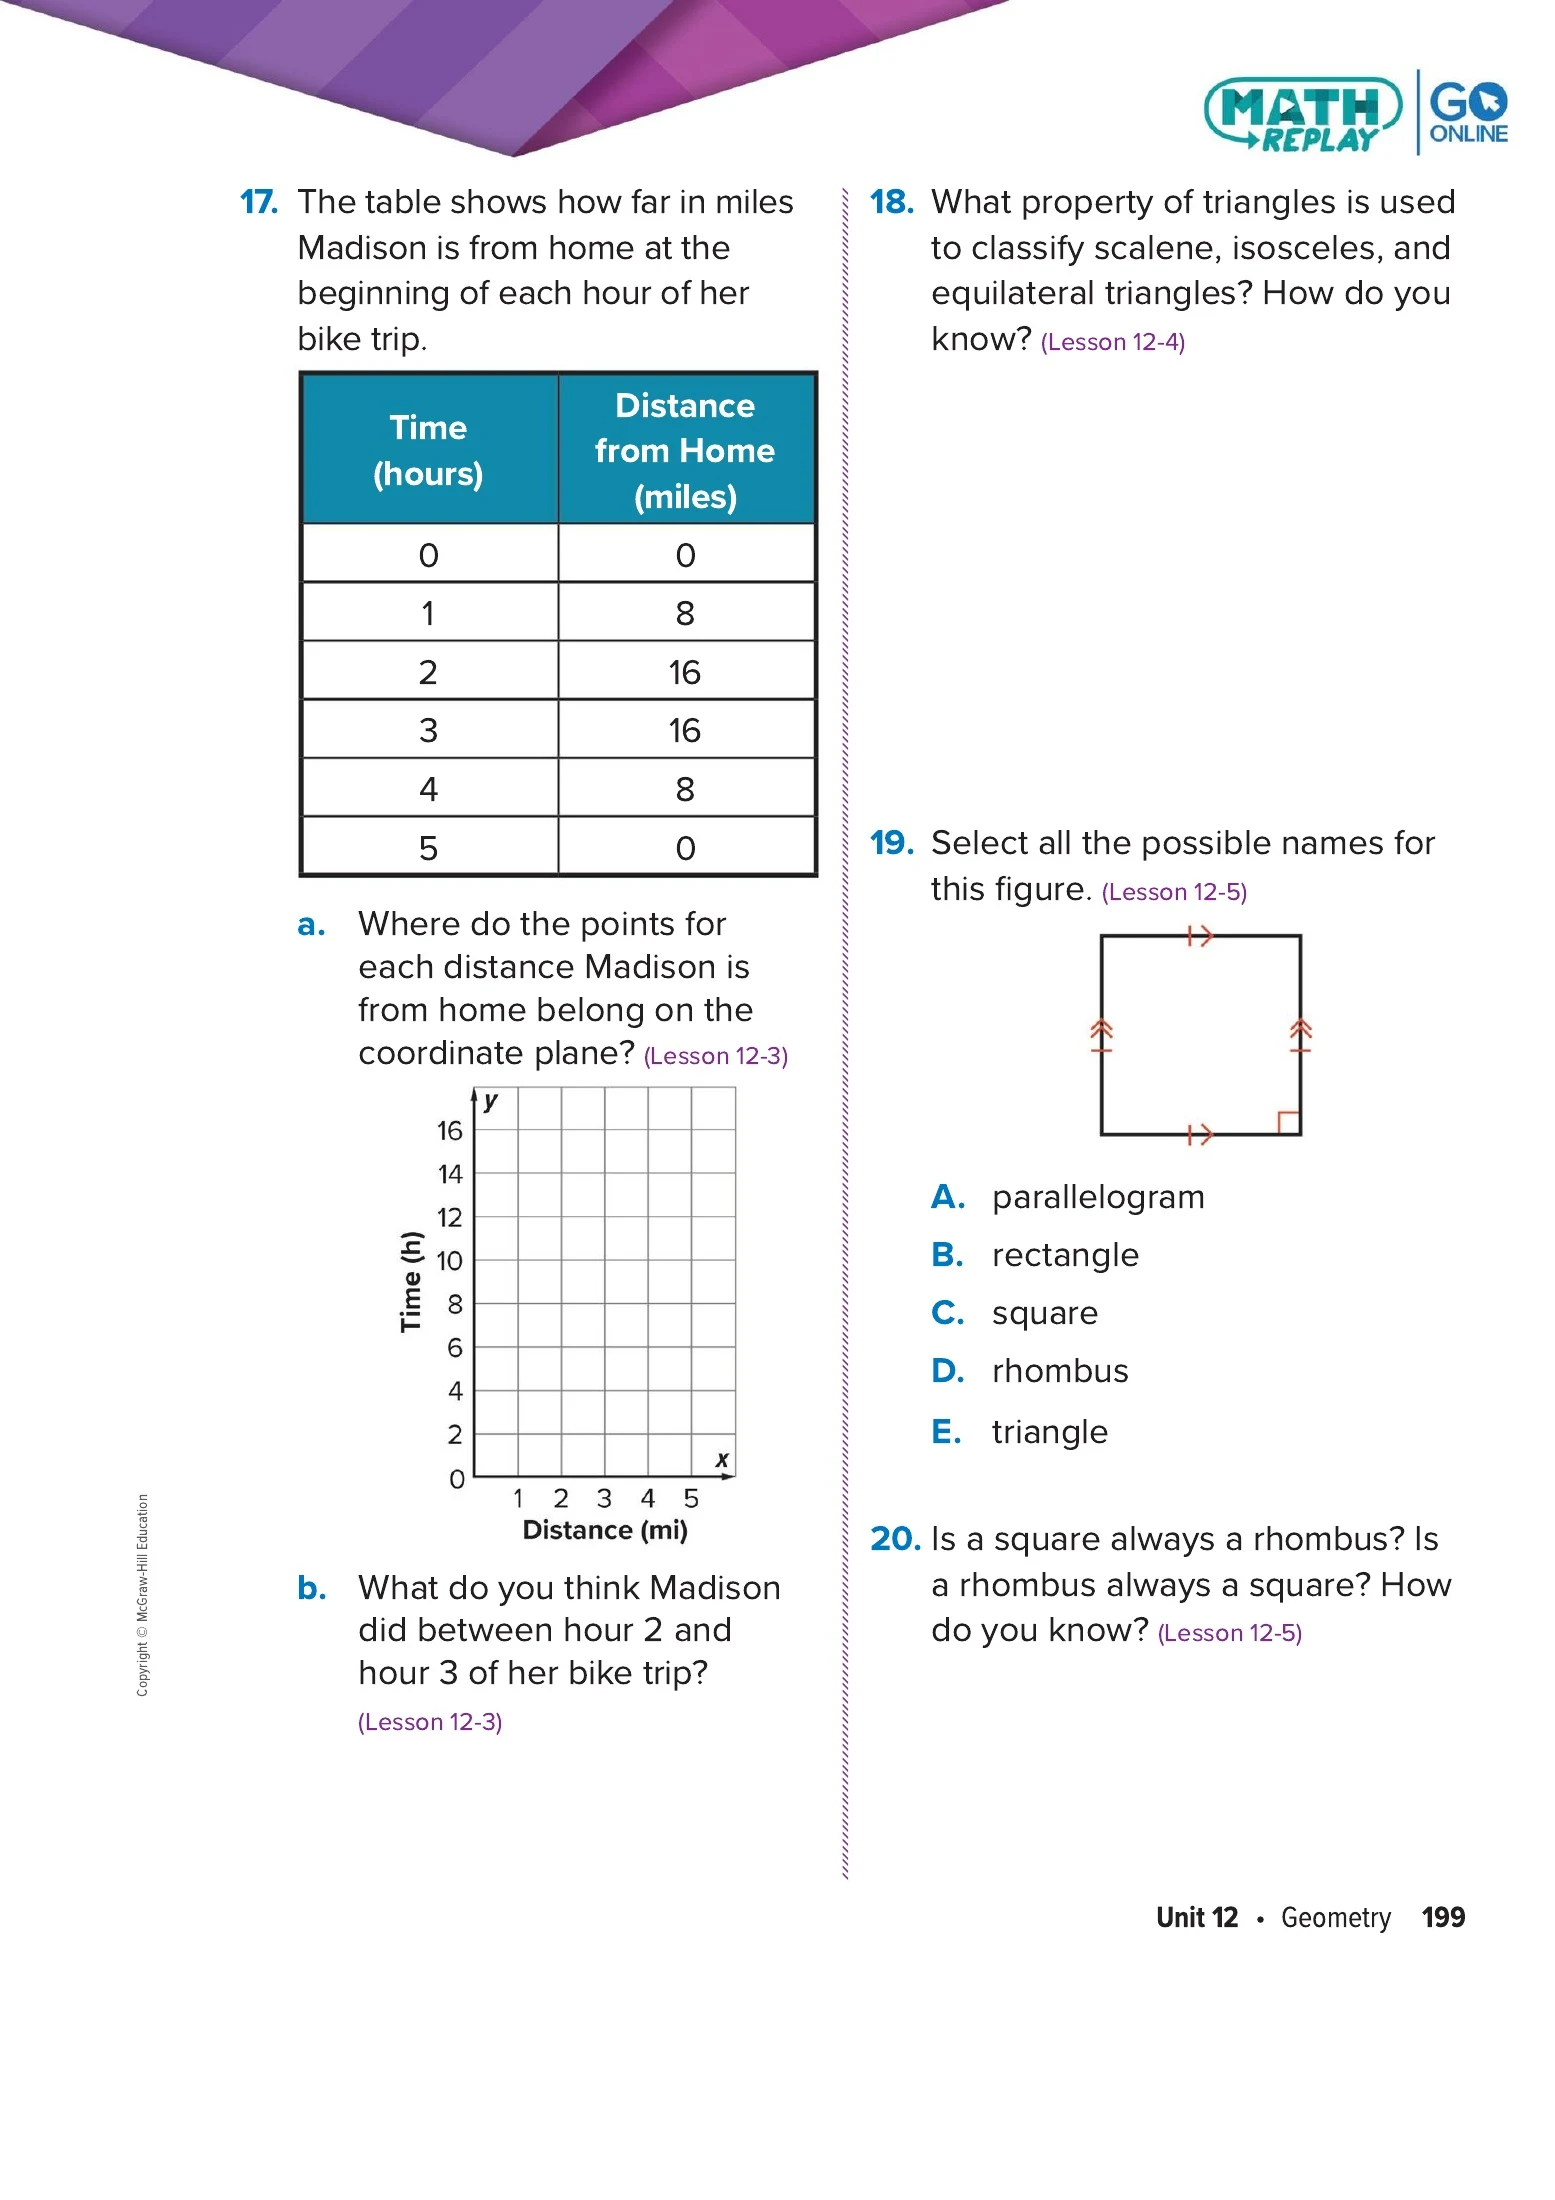 MATH
REPLAY
GO
ONLINE
17. The table shows how far in miles
Madison is from home at the
beginning of each hour of her
bike trip.
Time
(hours)
Distance
from Home
(miles)
0 0
1 8
2 16
3 16
4 8
5 0
a. Where do the points for
each distance Madison is
from home belong on the
coordinate plane? (Lesson 12-3)
y
16
14
12
10
8
6
4
2
0
Time (h)
x
1 2 3 4 5
Distance (mi)
b. What do you think Madison
did between hour 2 and
hour 3 of her bike trip?
(Lesson 12-3)
18. What property of triangles is used
to classify scalene, isosceles, and
equilateral triangles? How do you
know? (Lesson 12-4)
19. Select all the possible names for
this figure. (Lesson 12-5)
A. parallelogram
B. rectangle
C. square
D. rhombus
E. triangle
20. Is a square always a rhombus? Is
a rhombus always a square? How
do you know? (Lesson 12-5)
Copyright © McGraw-Hill Education
Unit 12 • Geometry 199